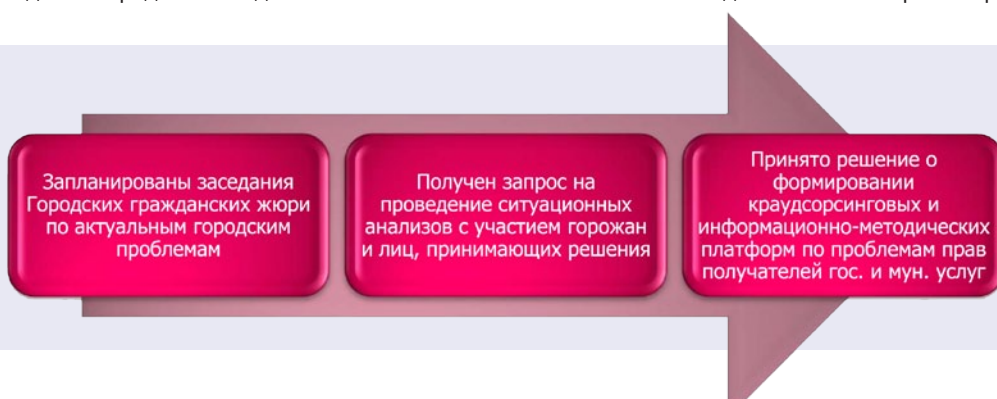 Запланированы заседания
Городских гражданских жюри
по актуальным городским
проблемам
Получен запрос на
проведение ситуационных
анализов с участием горожан
и лиц, принимающих решения
Принято решение о
формировании
краудсорсинговых и
информационно-методических
платформ по проблемам прав
получателей гос. и мун. услуг